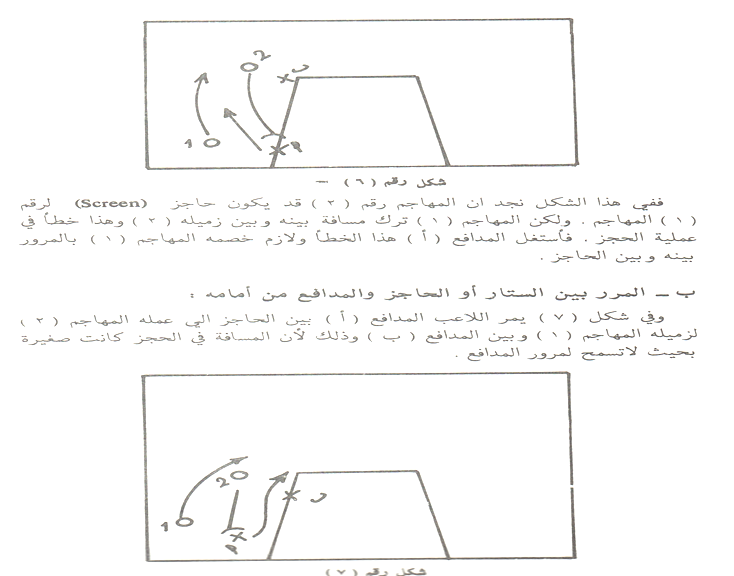 2
ب
1
أ
شكل رقم ( ٦ ) —
ففي هذا الشكل نجد ان المهاجم رقم ( ٢ ) قد يكون حاجز (Screen) لرقم
( ١ ) المهاجم . ولكن المهاجم ( ١ ) ترك مسافة بينه وبين زميله ( ٢ ) وهذا خطأ في
عملية الحجز . فأستغل المدافع ( أ ) هذا الخطأ ولازم خصمه المهاجم ( ١ ) بالمرور
بينه وبين الحاجز .
ب — المرر بين الستار أو الحاجز والمدافع من أمامه :
وفي شكل ( ٧ ) يمر اللاعب المدافع ( أ ) بين الحاجز الي عمله المهاجم ( ٢ )
لزميله المهاجم ( ١ ) وبين المدافع ( ب ) وذلك لأن المسافة في الحجز كانت صغيرة
بحيث لاتسمح لمرور المدافع .
2
ب
1
أ
شكل رقم ( ٧ )